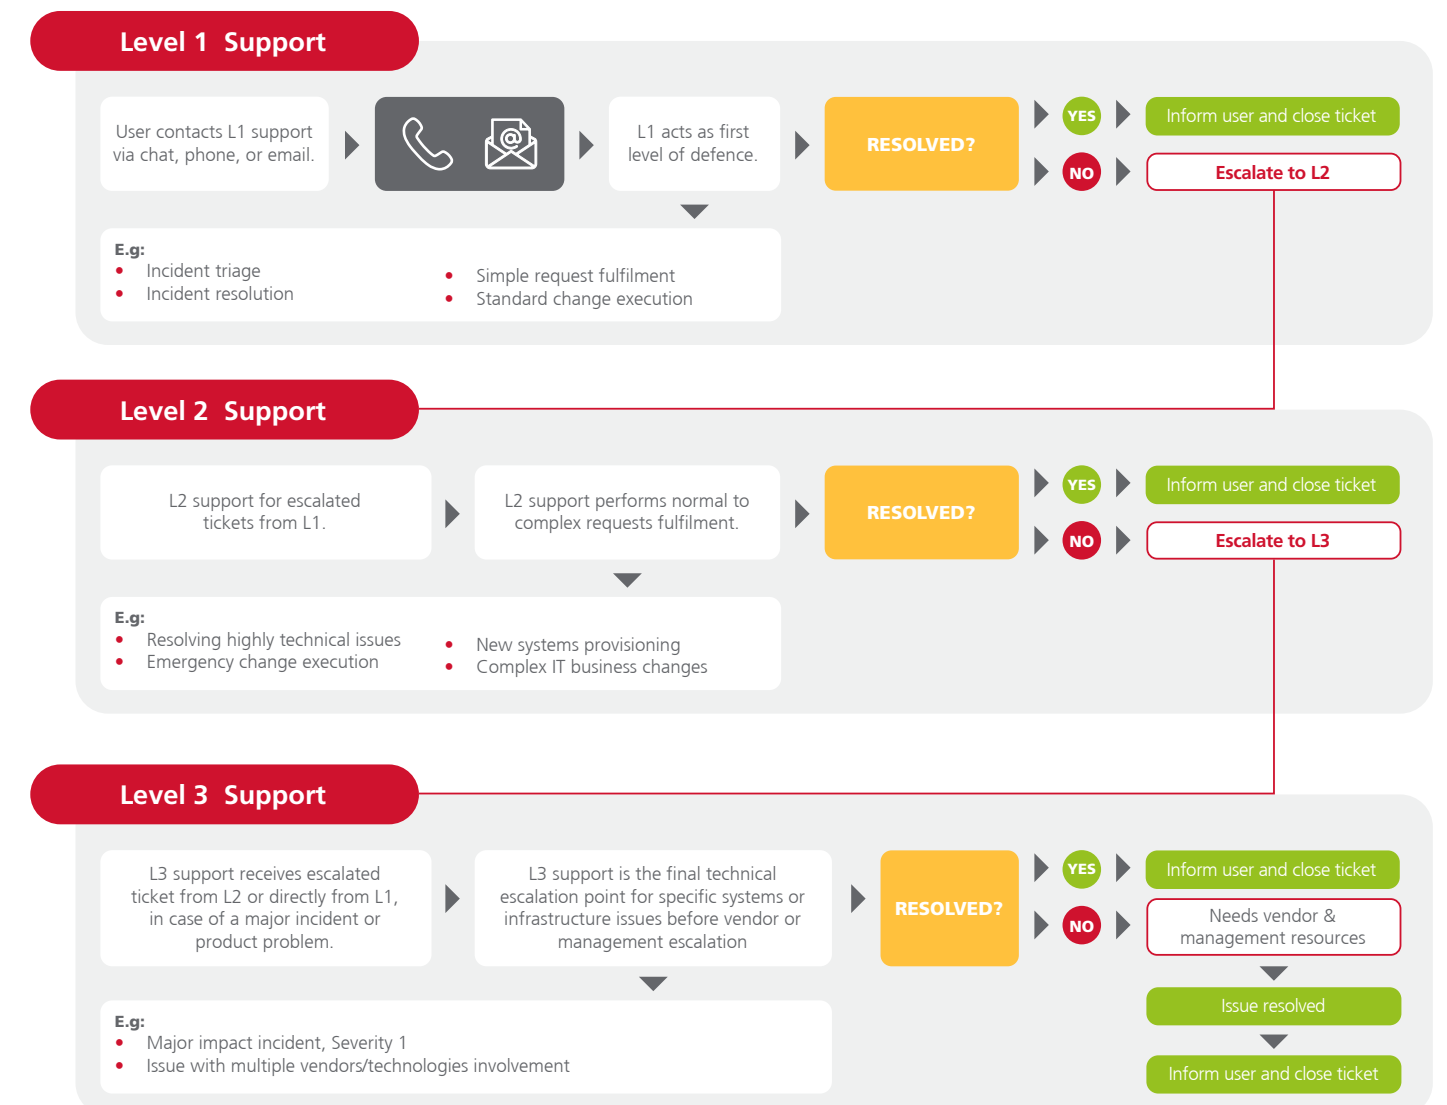 Level 1 Support
User contacts L1 support
via chat, phone, or email.
@
L1 acts as first
level of defence.
RESOLVED?
YES
Inform user and close ticket
NO
Escalate to L2
E.g:
• Incident triage
• Incident resolution
• Simple request fulfilment
• Standard change execution
Level 2 Support
L2 support for escalated
tickets from L1.
L2 support performs normal to
complex requests fulfilment.
RESOLVED?
YES
Inform user and close ticket
NO
Escalate to L3
E.g:
• Resolving highly technical issues
• Emergency change execution
• New systems provisioning
• Complex IT business changes
Level 3 Support
L3 support receives escalated
ticket from L2 or directly from L1,
in case of a major incident or
product problem.
L3 support is the final technical
escalation point for specific systems or
infrastructure issues before vendor or
management escalation
RESOLVED?
YES
Inform user and close ticket
NO
Needs vendor &
management resources
Issue resolved
Inform user and close ticket
E.g:
• Major impact incident, Severity 1
• Issue with multiple vendors/technologies involvement